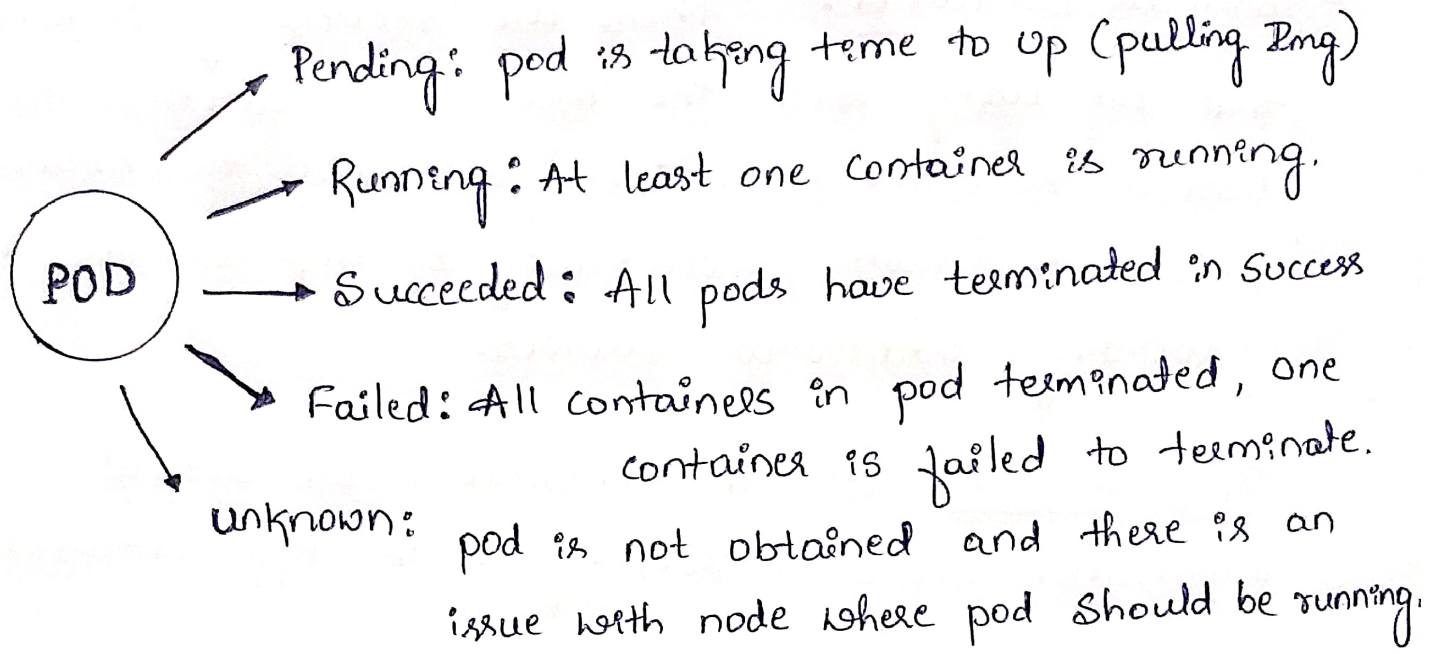 Pending: pod is taking time to up (pulling Img)
Running: At least one container is running.
POD
Succeeded: All pods have terminated in Success
Failed: All containers in pod terminated, one
container is failed to terminate.
unknown: pod is not obtained and there is an
issue with node where pod should be running.